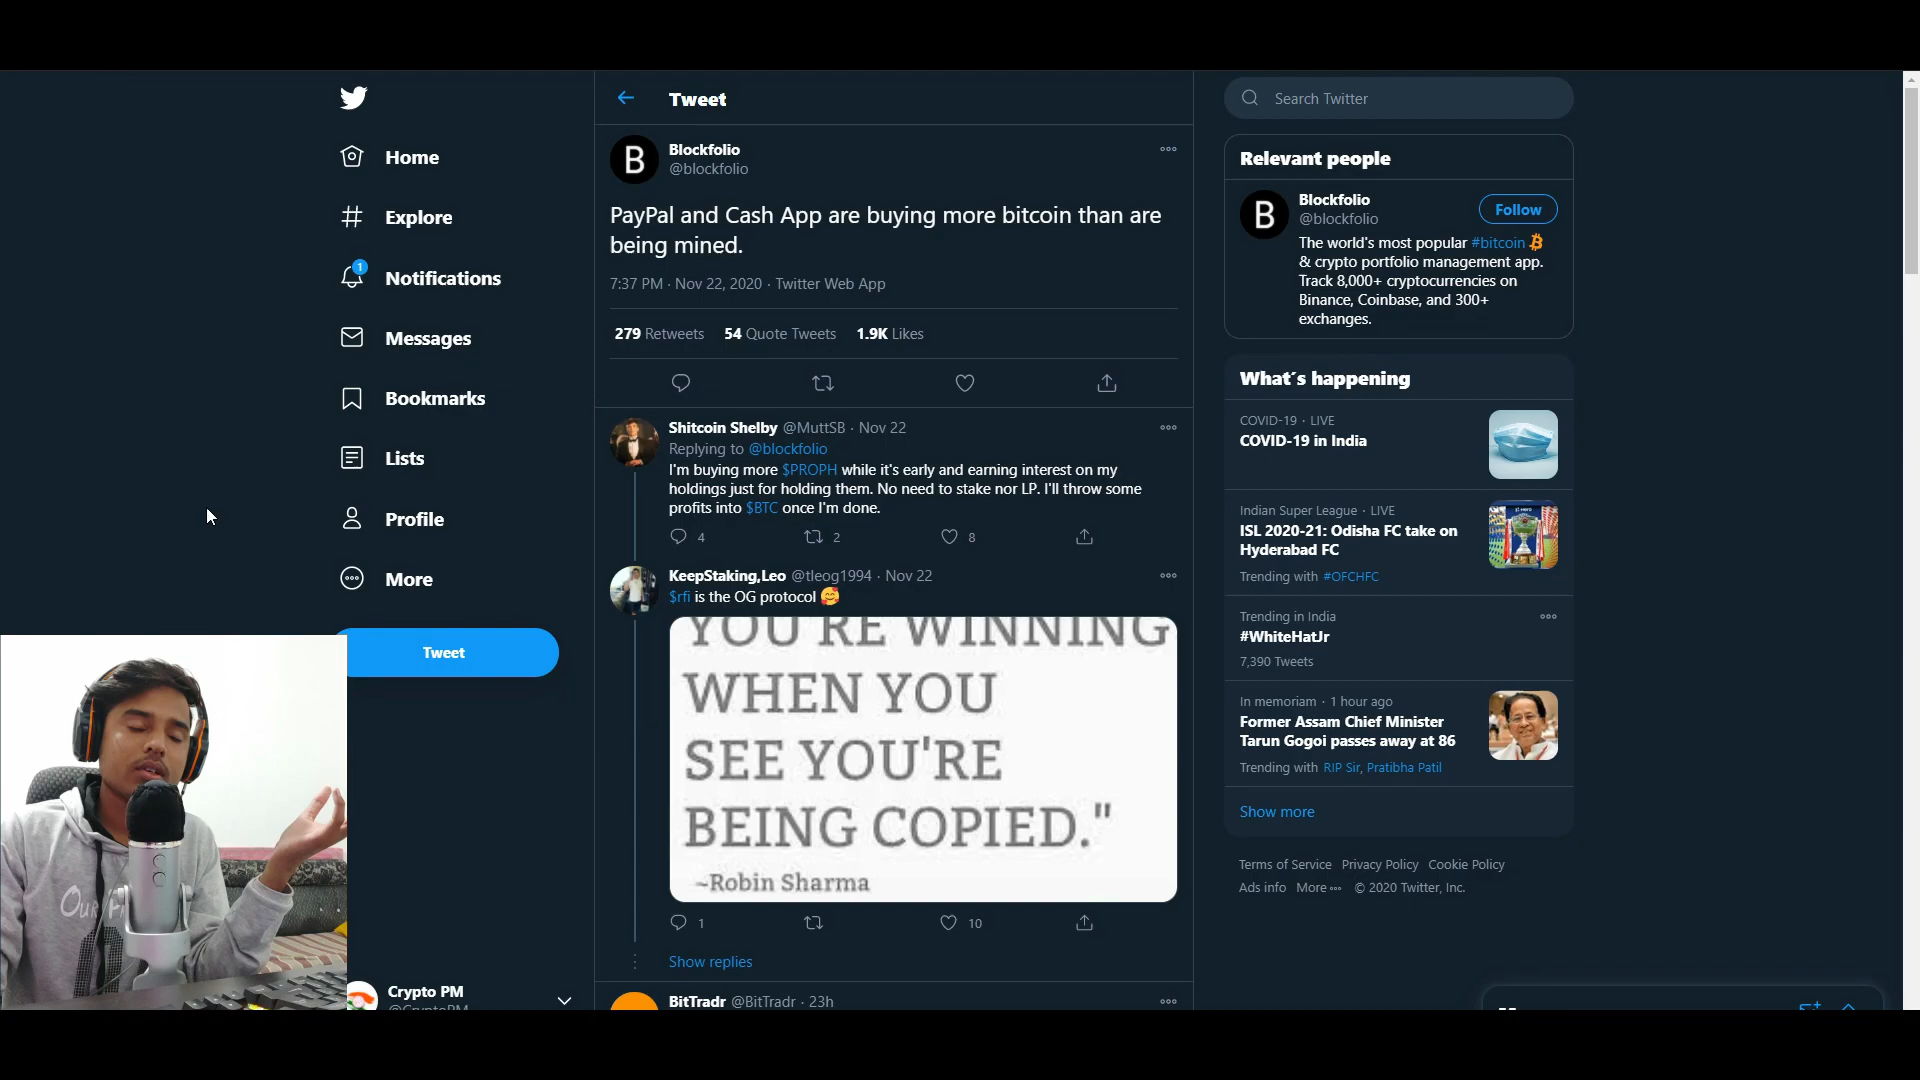 Home
Explore
1
Notifications
Messages
Bookmarks
Lists
Profile
More
Tweet
Crypto PM
Tweet
B
Blockfolio
@blockfolio
PayPal and Cash App are buying more bitcoin than are
being mined.
7:37 PM · Nov 22, 2020 · Twitter Web App
279 Retweets 54 Quote Tweets 1.9K Likes
Shitcoin Shelby @MuttSB · Nov 22
Replying to @blockfolio
I'm buying more $PROPH while it's early and earning interest on my
holdings just for holding them. No need to stake nor LP. I'll throw some
profits into $BTC once I'm done.
4 2 8
KeepStaking,Leo @tleog1994 · Nov 22
$rfi is the OG protocol 🥰
YOU'RE WINNING
WHEN YOU
SEE YOU'RE
BEING COPIED."
~Robin Sharma
1 10
Show replies
BitTradr @BitTradr · 23h
Search Twitter
Relevant people
B
Blockfolio
@blockfolio
Follow
The world's most popular #bitcoin
& crypto portfolio management app.
Track 8,000+ cryptocurrencies on
Binance, Coinbase, and 300+
exchanges.
What´s happening
COVID-19 · LIVE
COVID-19 in India
Indian Super League · LIVE
ISL 2020-21: Odisha FC take on
Hyderabad FC
Trending with #OFCHFC
Trending in India
#WhiteHatJr
7,390 Tweets
In memoriam · 1 hour ago
Former Assam Chief Minister
Tarun Gogoi passes away at 86
Trending with RIP Sir, Pratibha Patil
Show more
Terms of Service Privacy Policy Cookie Policy
Ads info More ··· © 2020 Twitter, Inc.